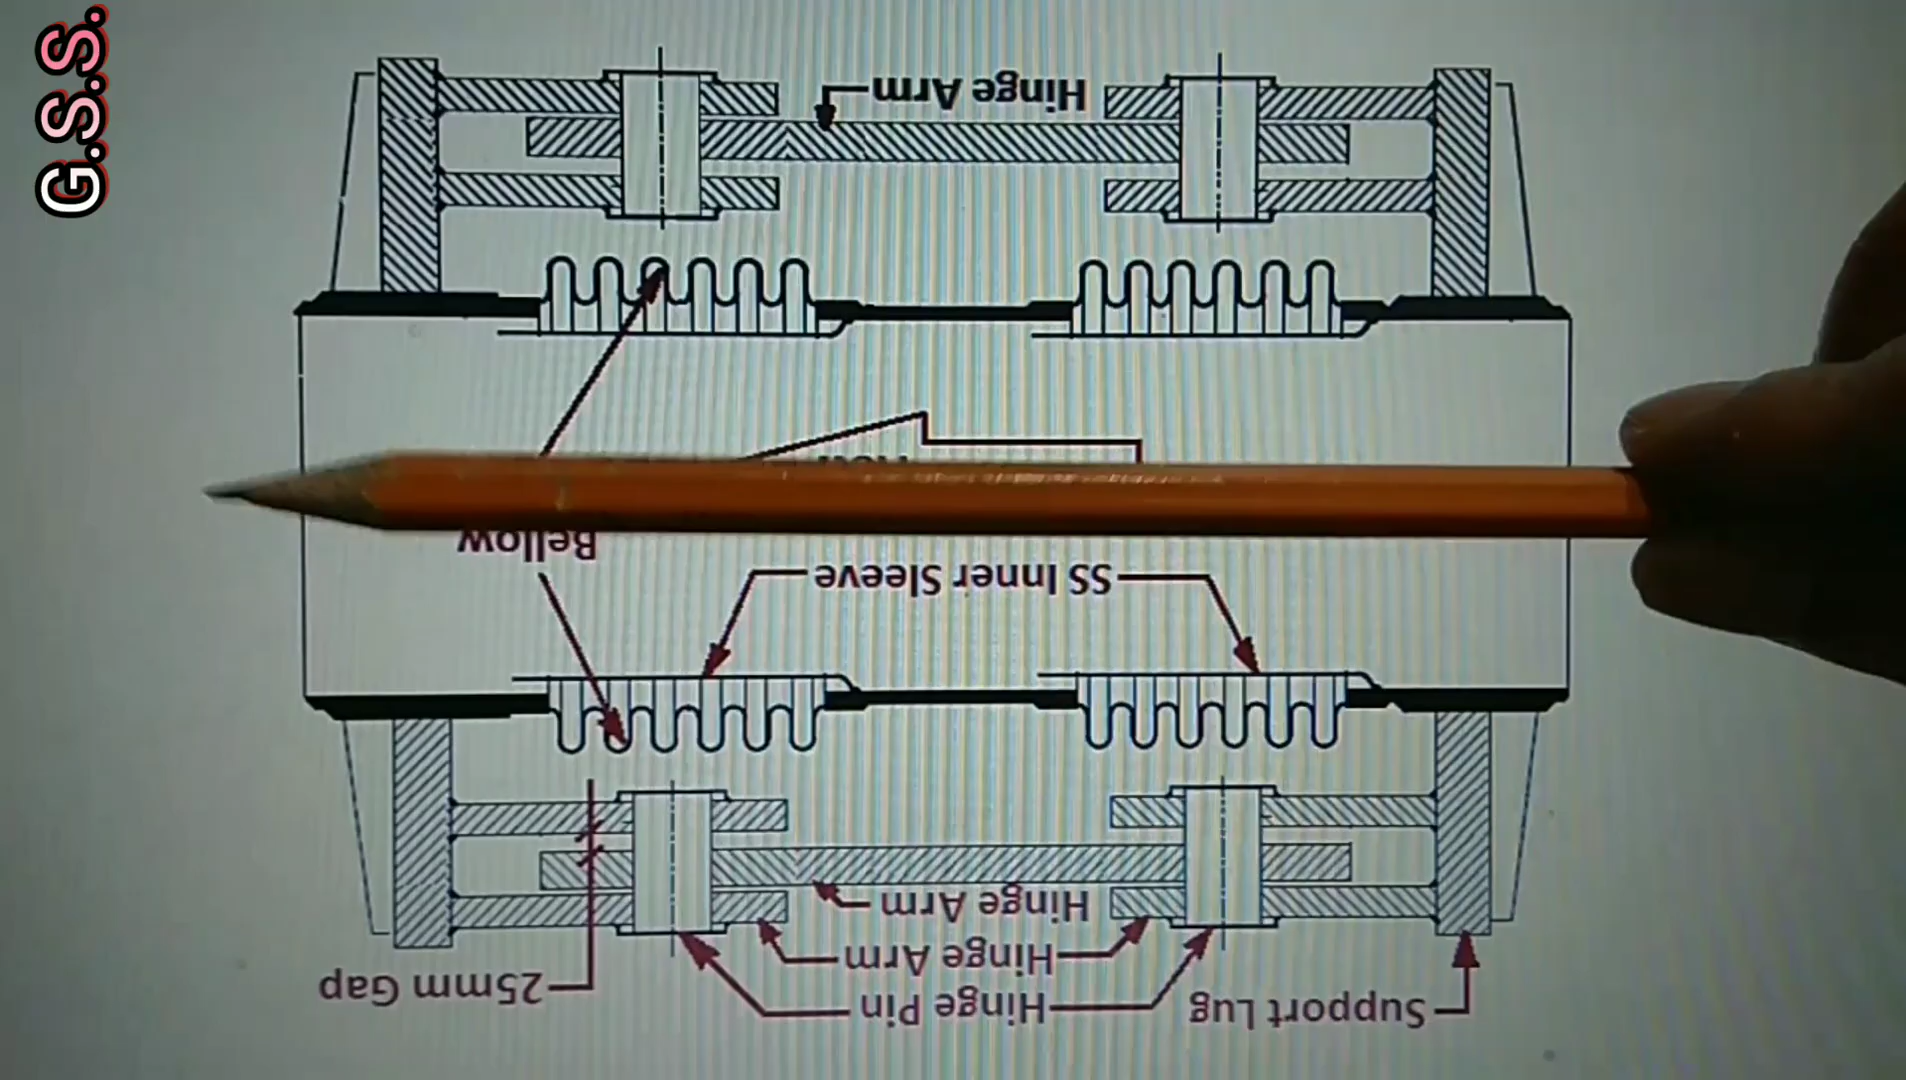 G.S.S.
Support Lug
Hinge Pin
25mm Gap
Hinge Arm
Hinge Arm
SS Inner Sleeve
Bellow
Hinge Arm